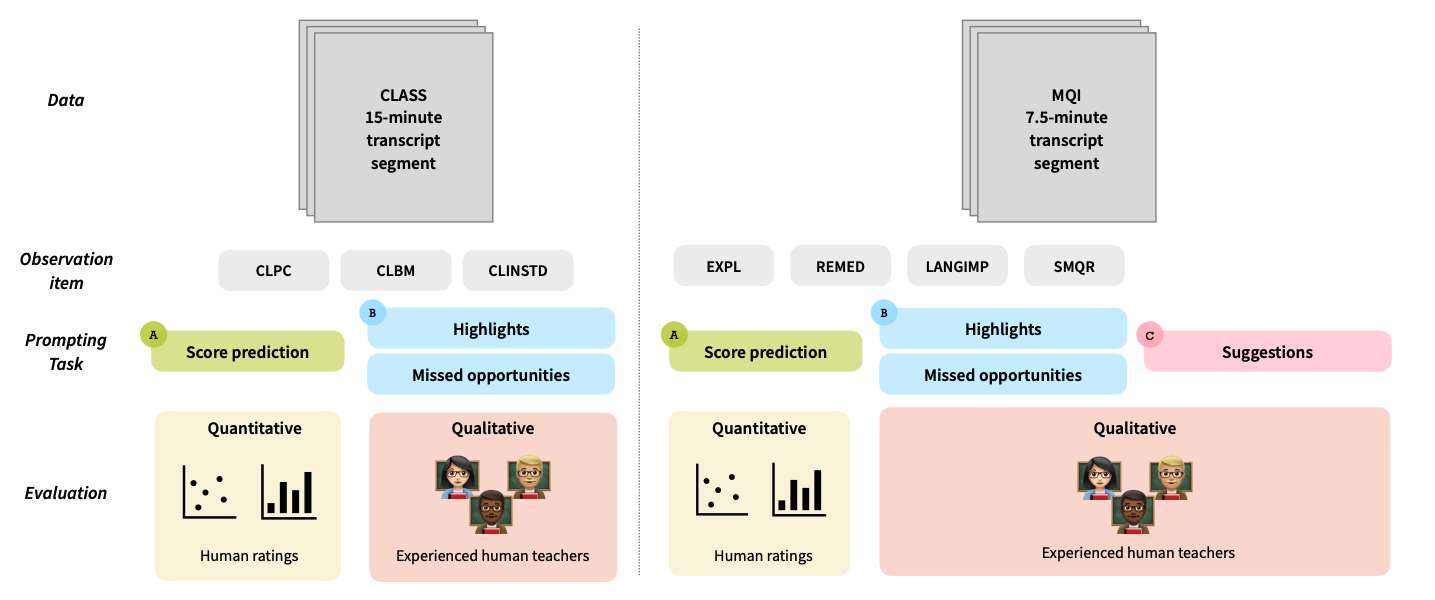 Data
CLASS
15-minute
transcript
segment
MQI
7.5-minute
transcript
segment
Observation
item
CLPC
CLBM
CLINSTD
EXPL
REMED
LANGIMP
SMQR
Prompting
Task
A
Score prediction
B
Highlights
Missed opportunities
A
Score prediction
B
Highlights
Missed opportunities
C
Suggestions
Evaluation
Quantitative
Human ratings
Qualitative
Experienced human teachers
Quantitative
Human ratings
Qualitative
Experienced human teachers